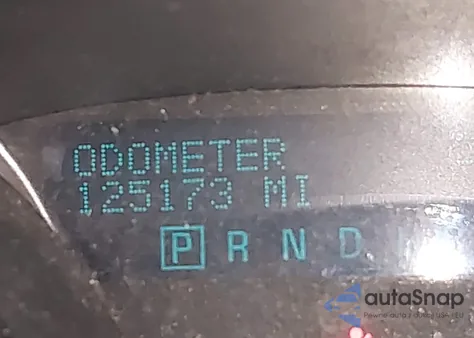 ODOMETER
125173 MI
P R N D
autoSnap